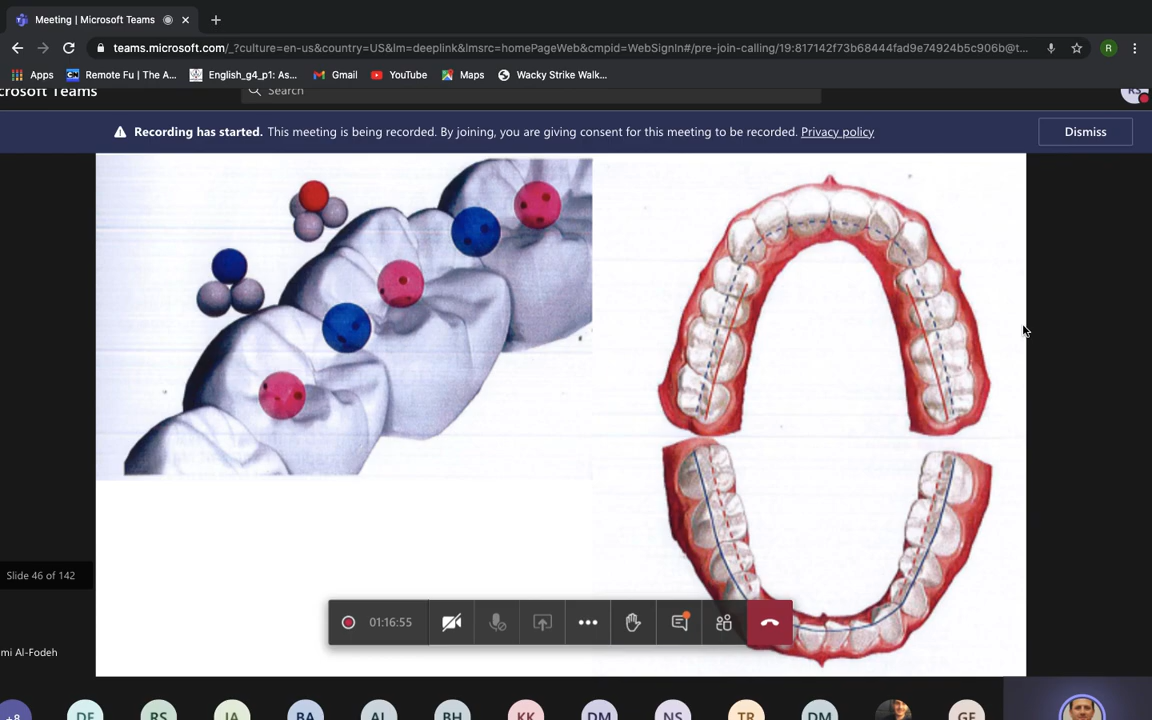 Meeting | Microsoft Teams
teams.microsoft.com/_?culture=en-us&country=US&lm=deeplink&lmsrc=homePageWeb&cmpid=WebSignIn#/pre-join-calling/19:817142f73b68444fad9e74924b5c906b@t...
R
Apps Remote Fu | The A... English_g4_p1: As... Gmail YouTube Maps Wacky Strike Walk...
crosoft Teams Search RS
Recording has started. This meeting is being recorded. By joining, you are giving consent for this meeting to be recorded. Privacy policy Dismiss
Slide 46 of 142
01:16:55
mi Al-Fodeh
+8 DE RS JA BA AL BH KK DM NS TR DM GE